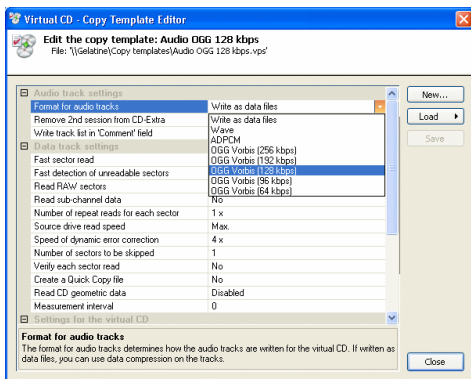 Virtual CD - Copy Template Editor
Edit the copy template: Audio OGG 128 kbps
File: '\\Gelatine\Copy templates\Audio OGG 128 kbps.vps'
Audio track settings
Format for audio tracks Write as data files
Remove 2nd session from CD-Extra Write as data files
Write track list in 'Comment' field Wave
ADPCM
Data track settings OGG Vorbis (256 kbps)
Fast sector read OGG Vorbis (192 kbps)
Fast detection of unreadable sectors OGG Vorbis (128 kbps)
Read RAW sectors OGG Vorbis (96 kbps)
OGG Vorbis (64 kbps)
Read sub-channel data No
Number of repeat reads for each sector 1 x
Source drive read speed Max.
Speed of dynamic error correction 4 x
Number of sectors to be skipped 1
Verify each sector read No
Create a Quick Copy file No
Read CD geometric data Disabled
Measurement interval 0
Settings for the virtual CD
Format for audio tracks
The format for audio tracks determines how the audio tracks are written for the virtual CD. If written as
data files, you can use data compression on the tracks.
New...
Load
Save
Close